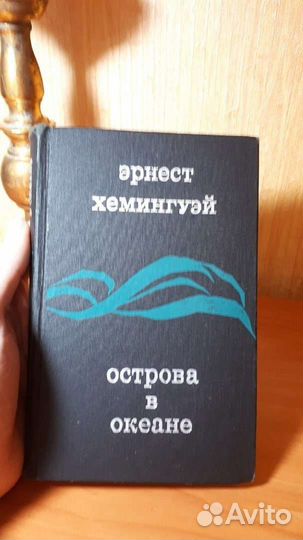 эрнест
хемингуэй
острова
в
океане
Avito